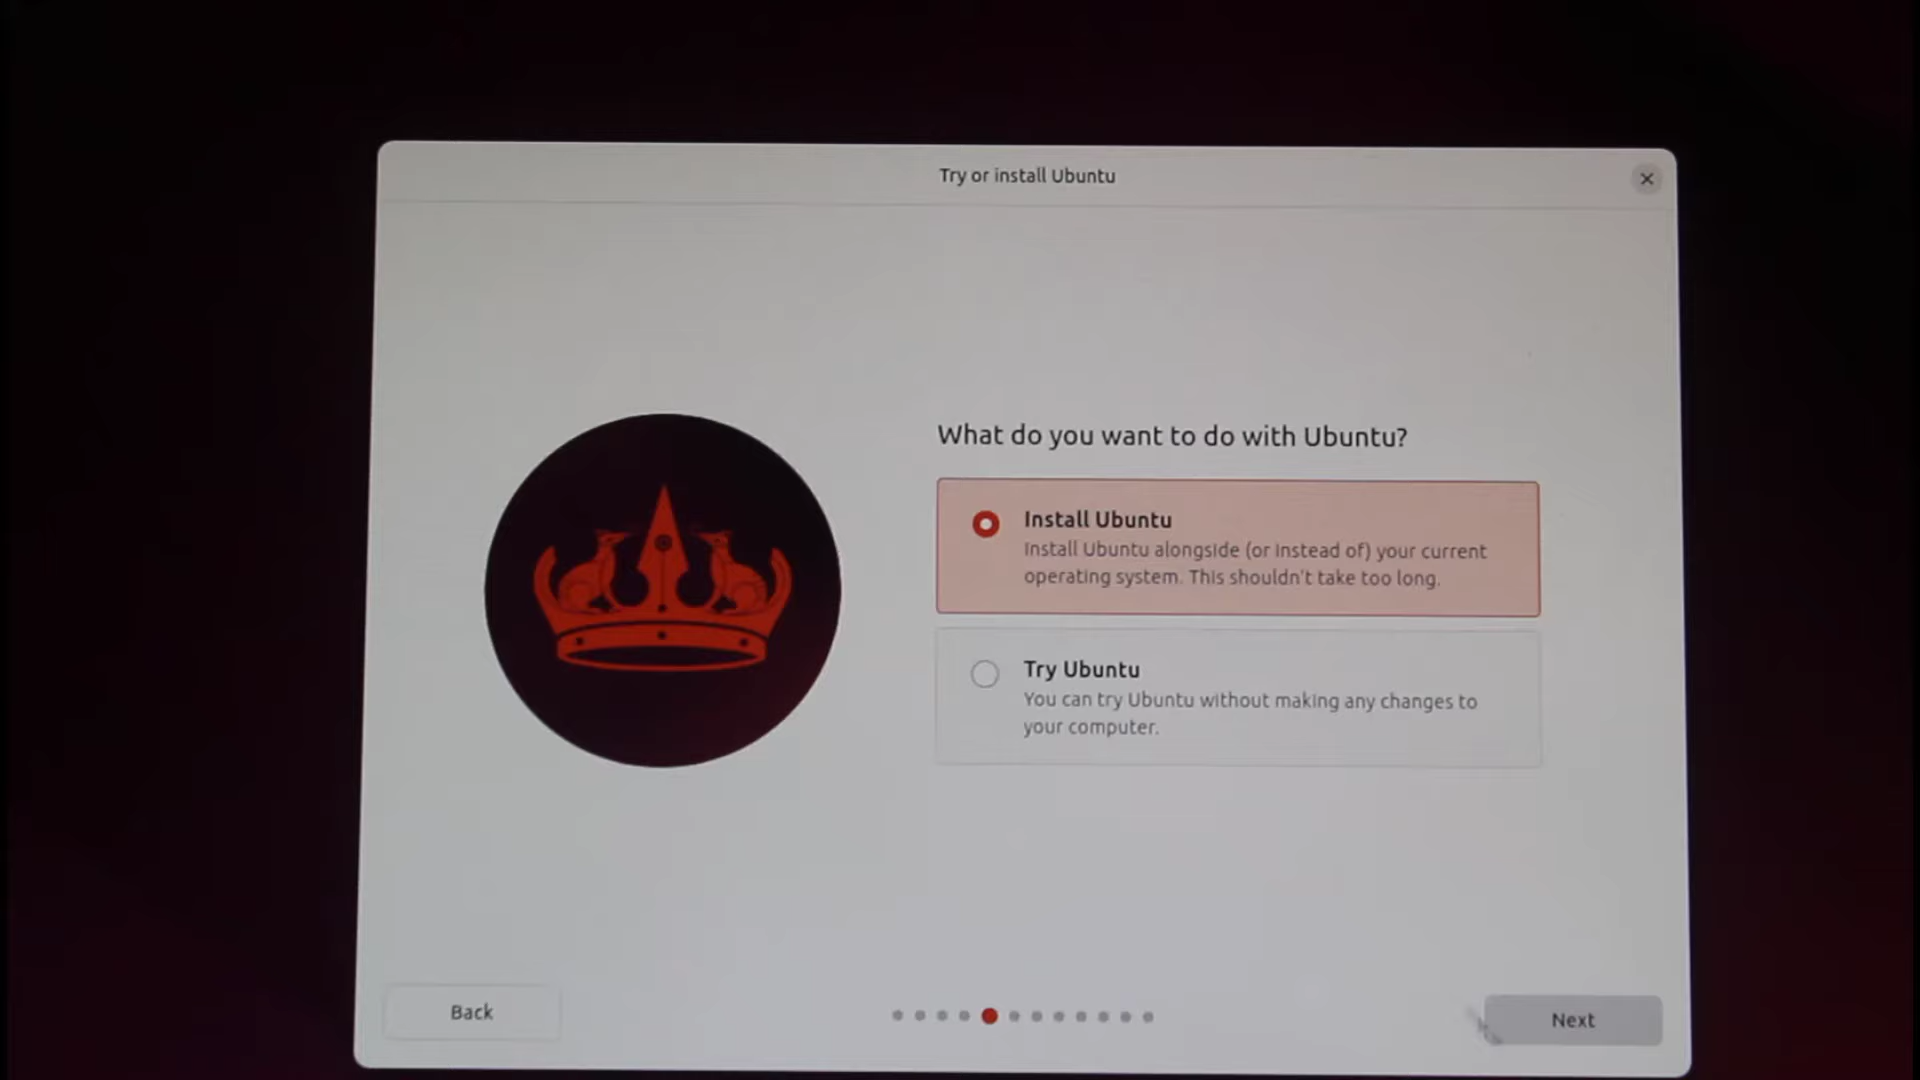 Try or install Ubuntu
What do you want to do with Ubuntu?
Install Ubuntu
Install Ubuntu alongside (or instead of) your current
operating system. This shouldn't take too long.
Try Ubuntu
You can try Ubuntu without making any changes to
your computer.
Back
Next